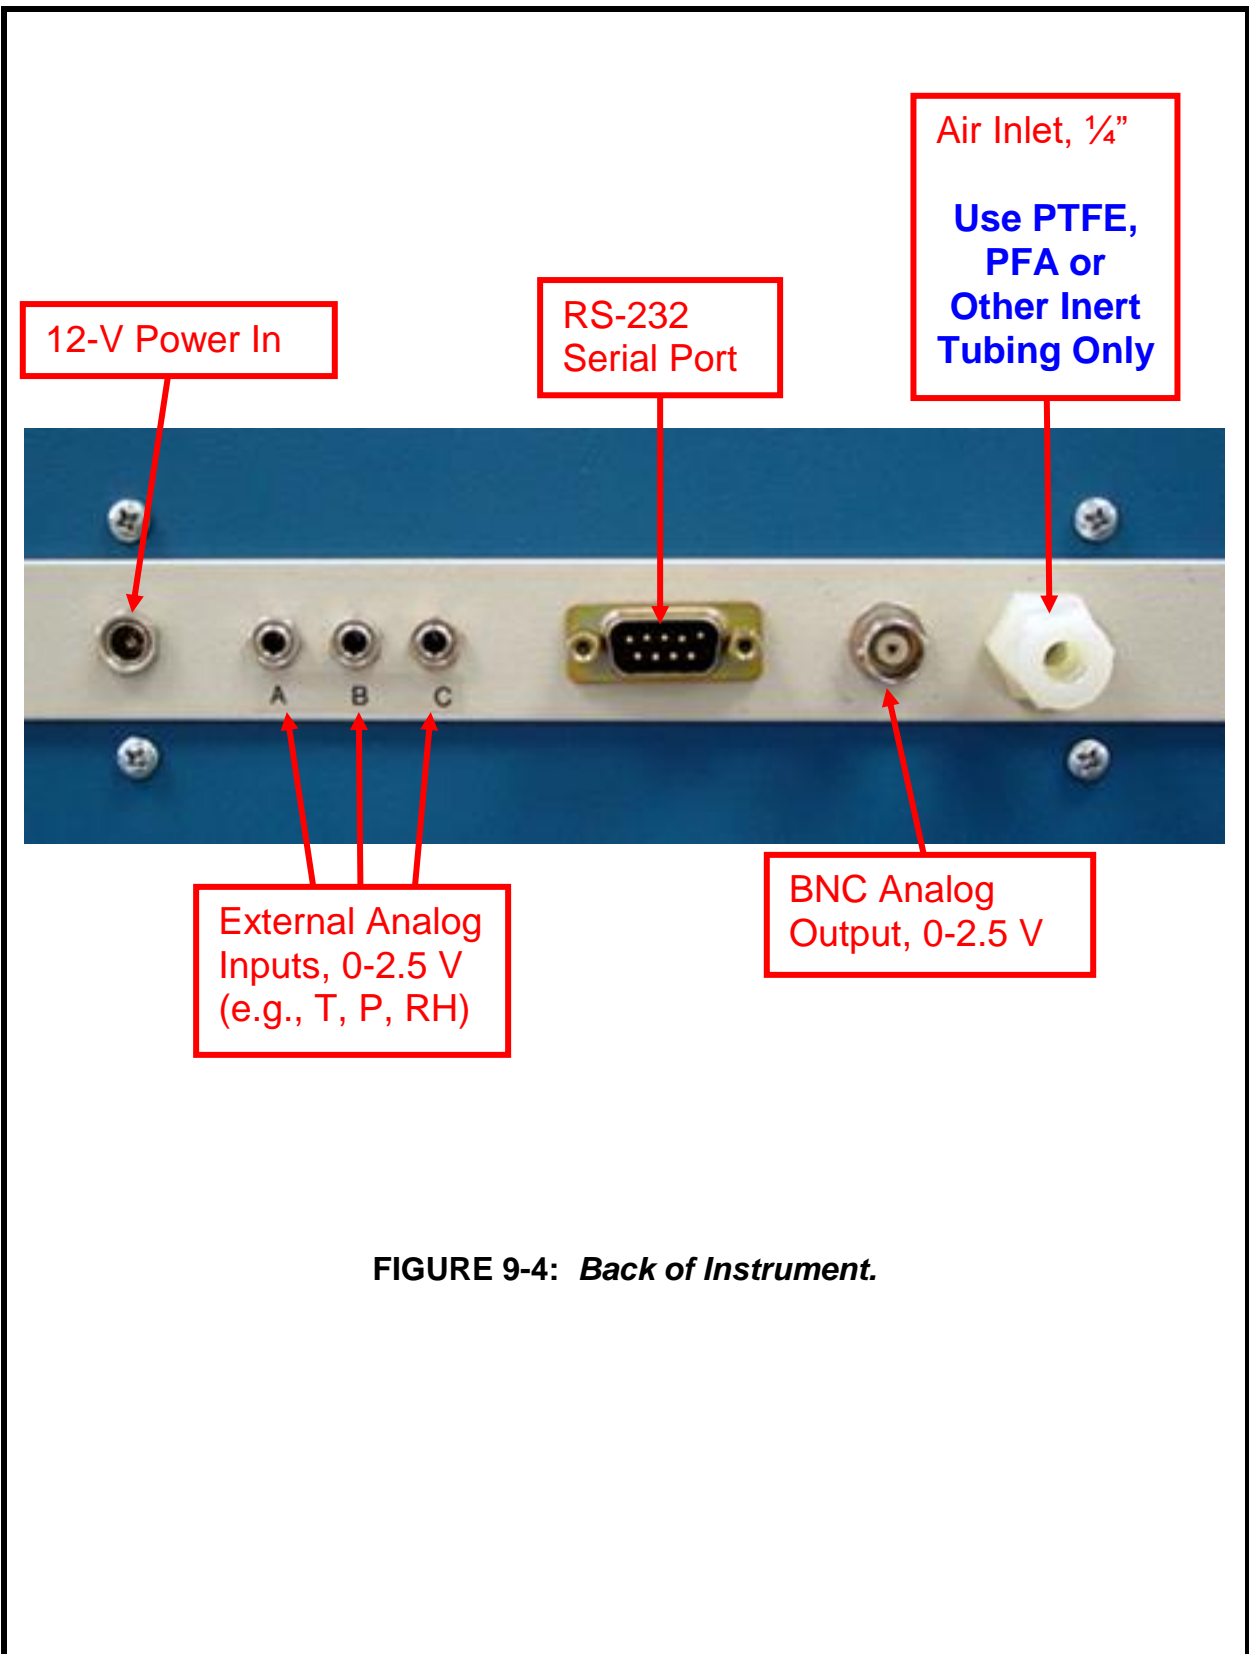 Air Inlet, ¼”
Use PTFE,
PFA or
Other Inert
Tubing Only
RS-232
Serial Port
12-V Power In
A B C
External Analog
Inputs, 0-2.5 V
(e.g., T, P, RH)
BNC Analog
Output, 0-2.5 V
FIGURE 9-4: Back of Instrument.